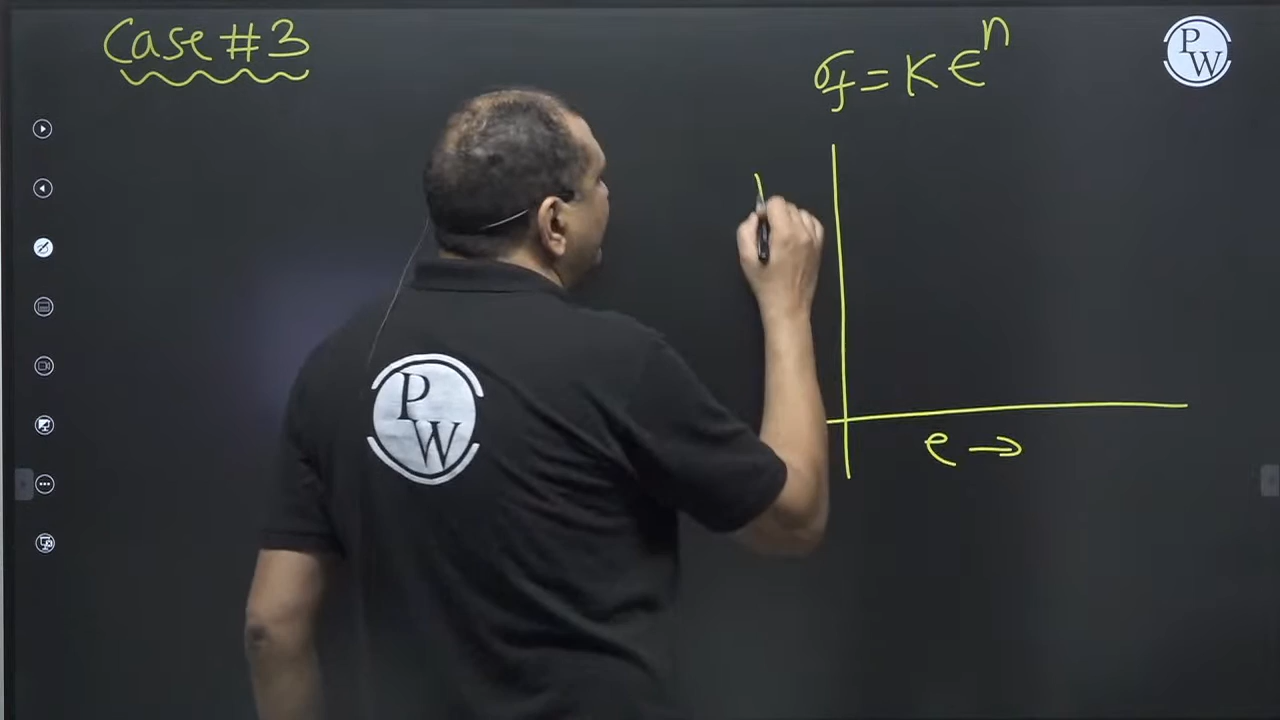 Case #3
σf = K ϵ^n
PW
PW
e →